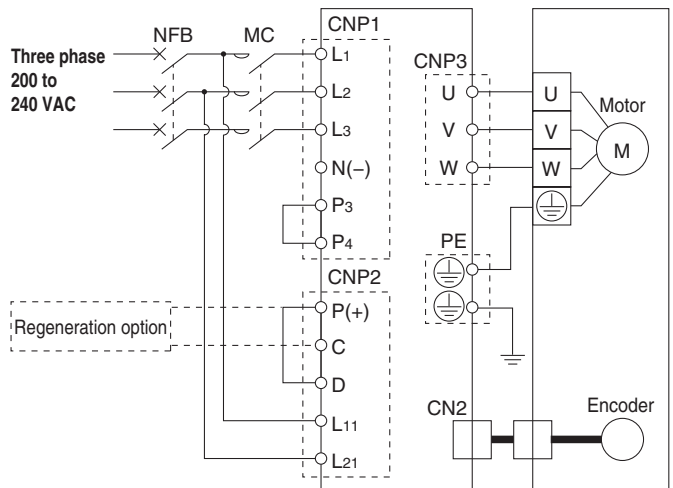 NFB
MC
CNP1
Three phase
200 to
240 VAC
L1
L2
L3
N(−)
P3
P4
CNP2
Regeneration option
P(+)
C
D
L11
L21
CNP3
U
V
W
PE
CN2
U
V
W
Motor
M
Encoder